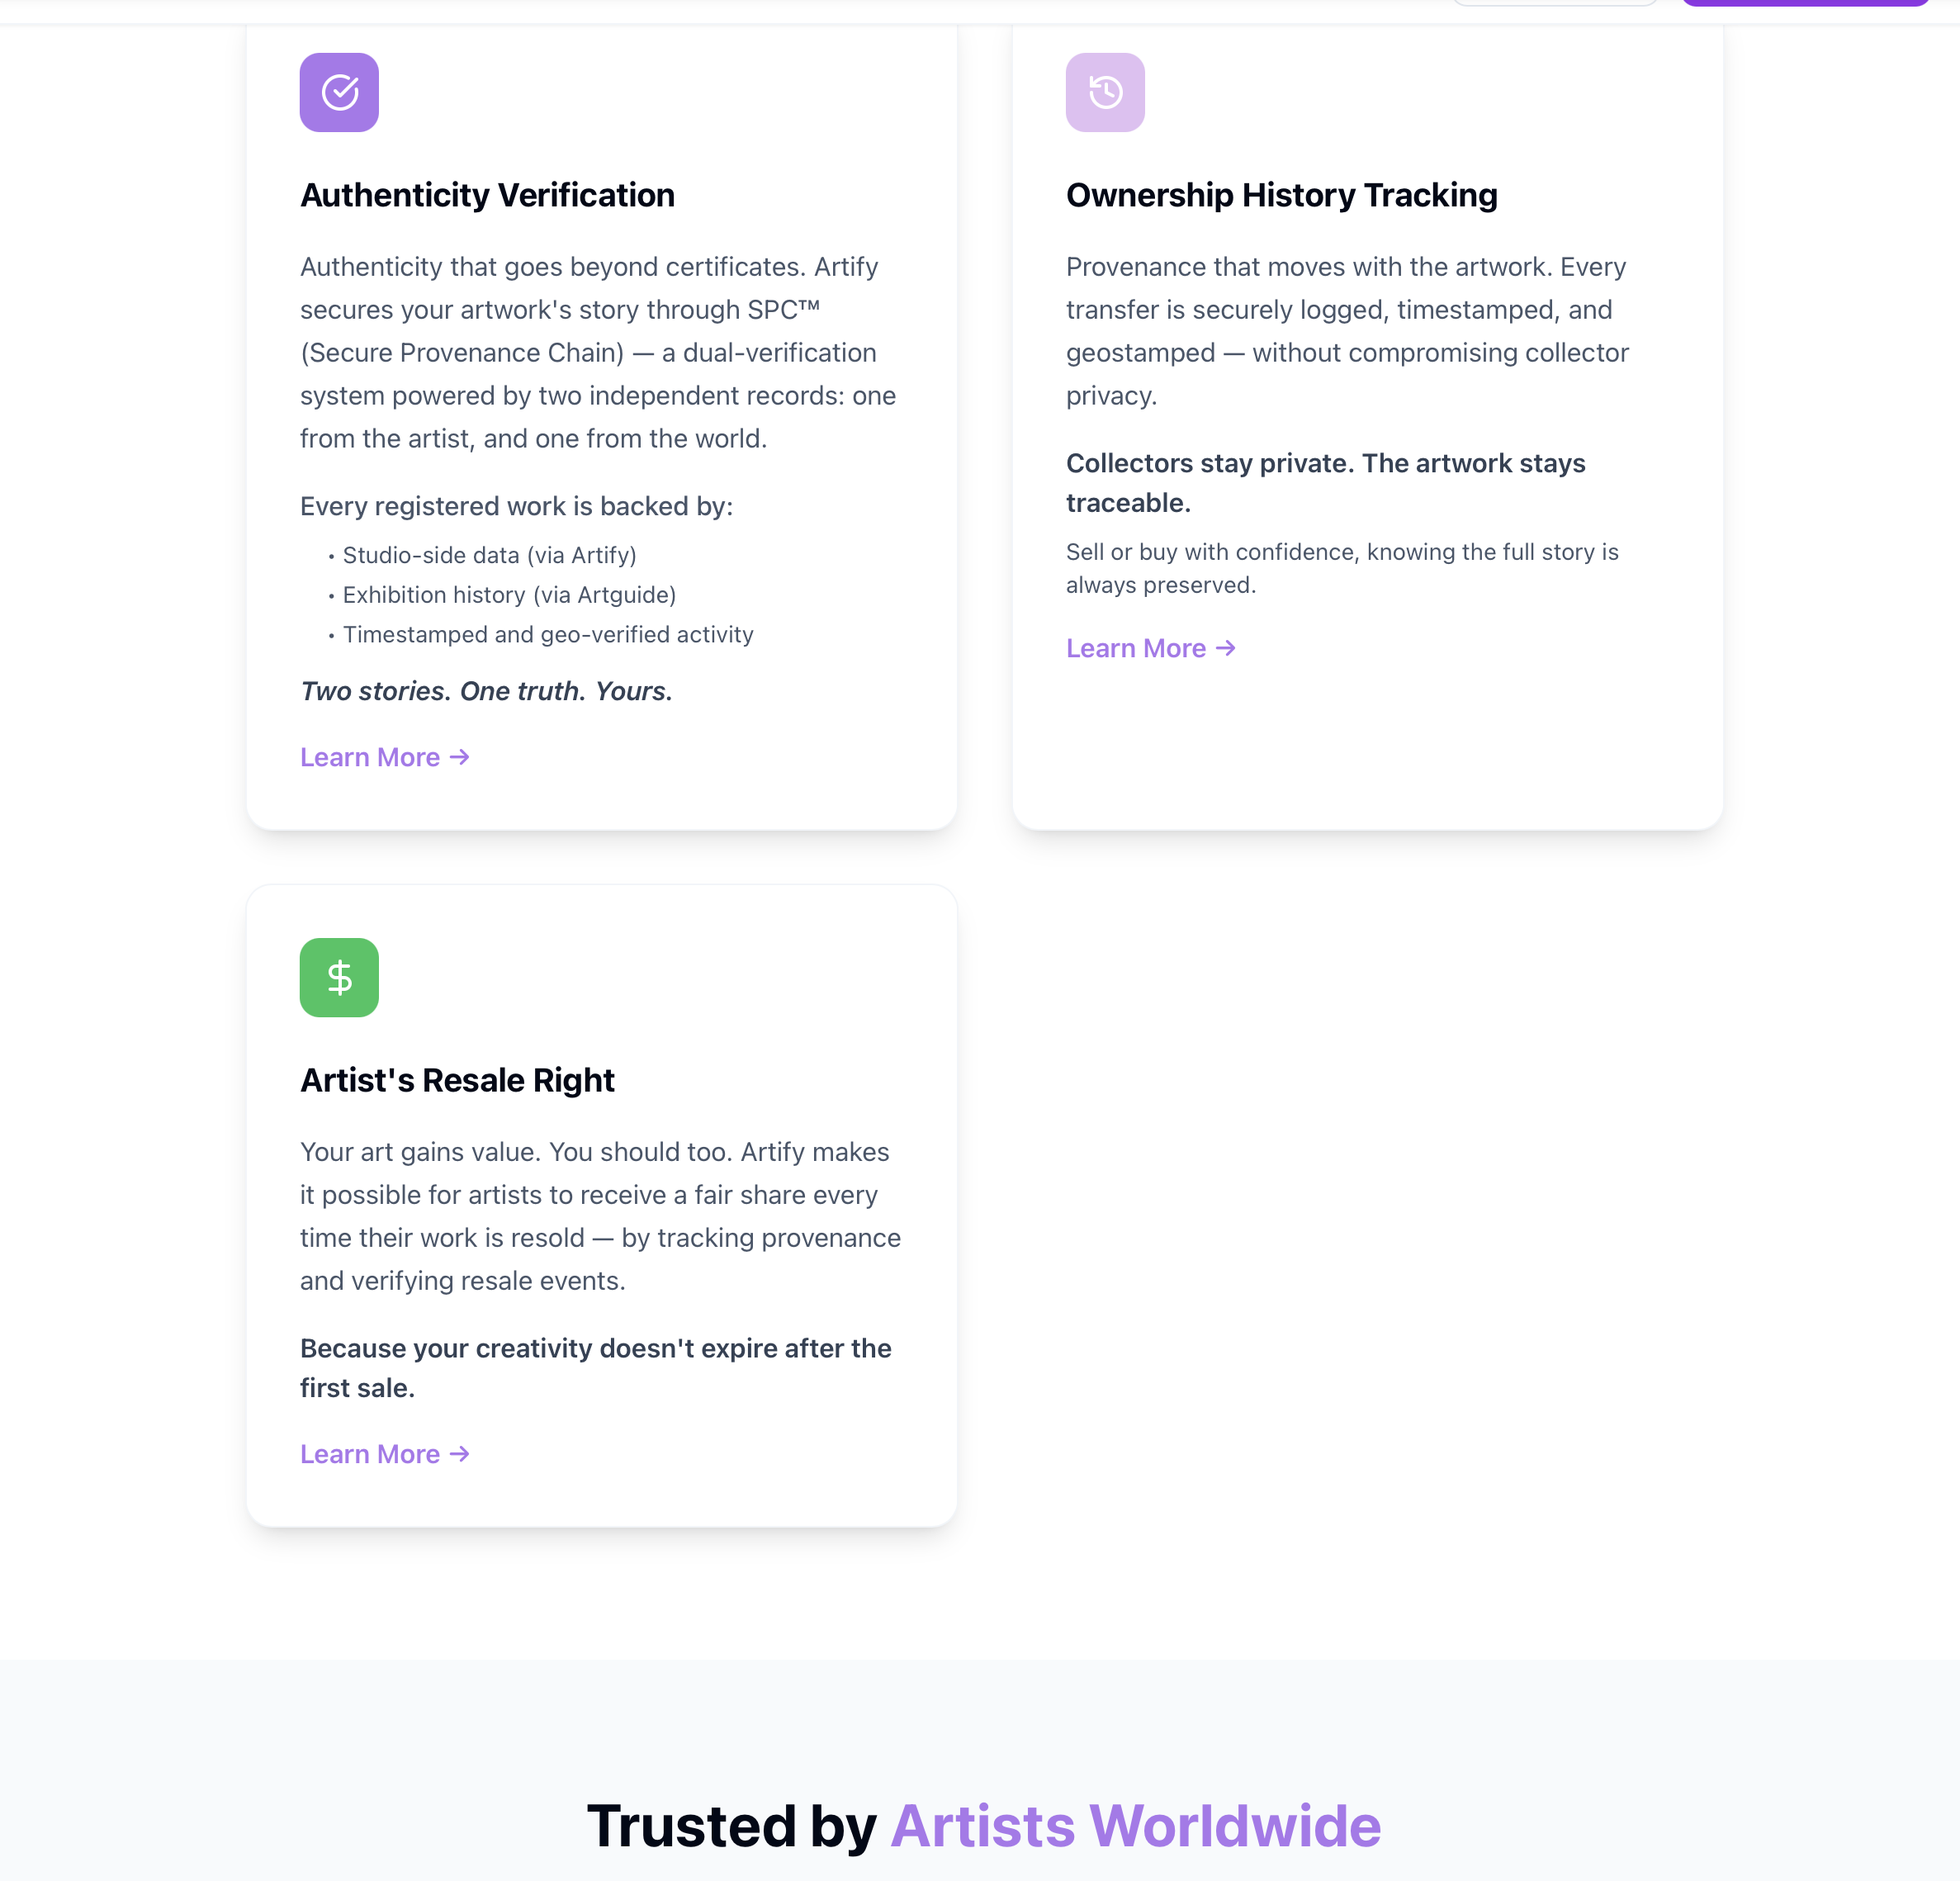 Authenticity Verification
Authenticity that goes beyond certificates. Artify
secures your artwork's story through SPC™
(Secure Provenance Chain) — a dual-verification
system powered by two independent records: one
from the artist, and one from the world.
Every registered work is backed by:
• Studio-side data (via Artify)
• Exhibition history (via Artguide)
• Timestamped and geo-verified activity
Two stories. One truth. Yours.
Learn More →
Ownership History Tracking
Provenance that moves with the artwork. Every
transfer is securely logged, timestamped, and
geostamped — without compromising collector
privacy.
Collectors stay private. The artwork stays
traceable.
Sell or buy with confidence, knowing the full story is
always preserved.
Learn More →
$
Artist's Resale Right
Your art gains value. You should too. Artify makes
it possible for artists to receive a fair share every
time their work is resold — by tracking provenance
and verifying resale events.
Because your creativity doesn't expire after the
first sale.
Learn More →
Trusted by Artists Worldwide